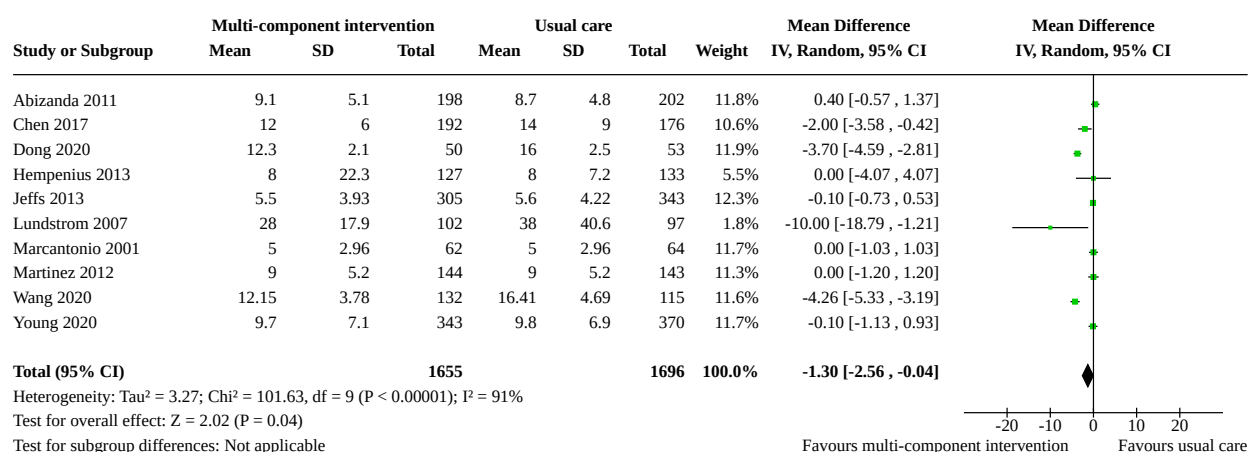 Multi-component intervention Usual care Mean Difference Mean Difference
Study or Subgroup Mean SD Total Mean SD Total Weight IV, Random, 95% CI IV, Random, 95% CI
Abizanda 2011 9.1 5.1 198 8.7 4.8 202 11.8% 0.40 [-0.57 , 1.37]
Chen 2017 12 6 192 14 9 176 10.6% -2.00 [-3.58 , -0.42]
Dong 2020 12.3 2.1 50 16 2.5 53 11.9% -3.70 [-4.59 , -2.81]
Hempenius 2013 8 22.3 127 8 7.2 133 5.5% 0.00 [-4.07 , 4.07]
Jeffs 2013 5.5 3.93 305 5.6 4.22 343 12.3% -0.10 [-0.73 , 0.53]
Lundstrom 2007 28 17.9 102 38 40.6 97 1.8% -10.00 [-18.79 , -1.21]
Marcantonio 2001 5 2.96 62 5 2.96 64 11.7% 0.00 [-1.03 , 1.03]
Martinez 2012 9 5.2 144 9 5.2 143 11.3% 0.00 [-1.20 , 1.20]
Wang 2020 12.15 3.78 132 16.41 4.69 115 11.6% -4.26 [-5.33 , -3.19]
Young 2020 9.7 7.1 343 9.8 6.9 370 11.7% -0.10 [-1.13 , 0.93]
Total (95% CI) 1655 1696 100.0% -1.30 [-2.56 , -0.04]
Heterogeneity: Tau² = 3.27; Chi² = 101.63, df = 9 (P < 0.00001); I² = 91%
Test for overall effect: Z = 2.02 (P = 0.04)
-20 -10 0 10 20
Test for subgroup differences: Not applicable Favours multi-component intervention Favours usual care